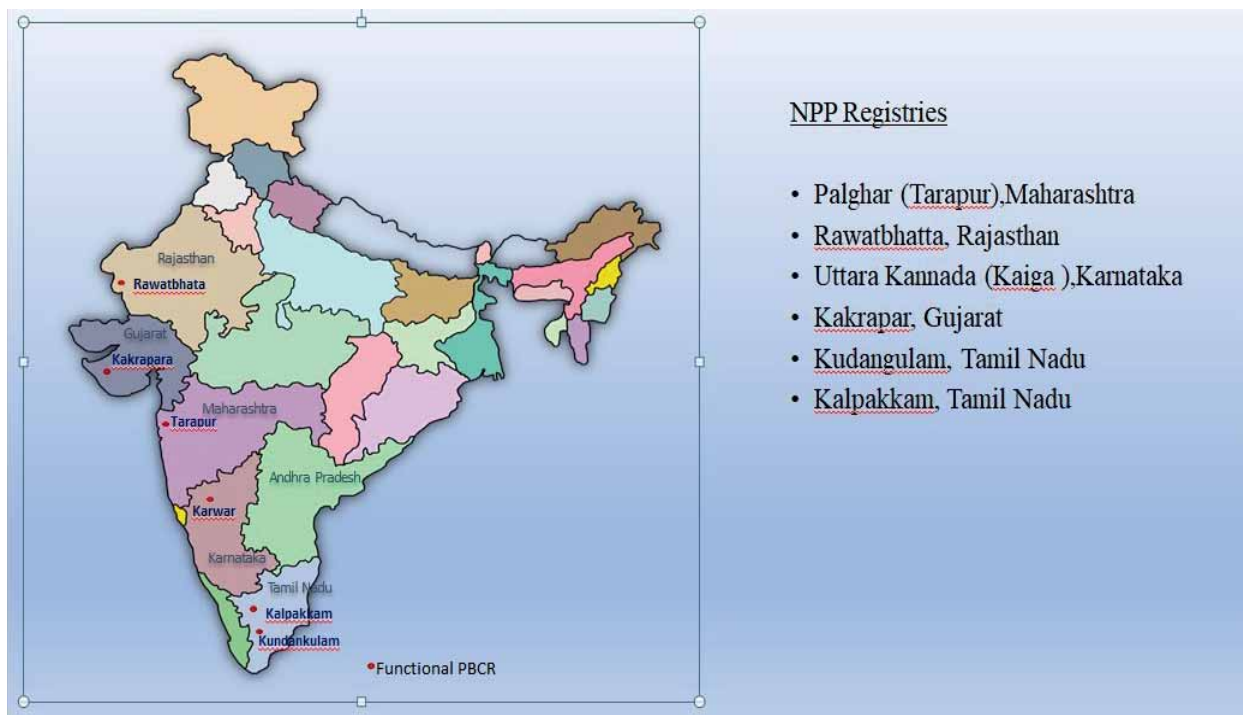 Rajasthan
Rawatbhata
Gujarat
Kakrapara
Maharashtra
Tarapur
Andhra Pradesh
Karwar
Karnataka
Tamil Nadu
Kalpakkam
Kundankulam
Functional PBCR
NPP Registries
• Palghar (Tarapur),Maharashtra
• Rawatbhatta, Rajasthan
• Uttara Kannada (Kaiga ),Karnataka
• Kakrapar, Gujarat
• Kudangulam, Tamil Nadu
• Kalpakkam, Tamil Nadu